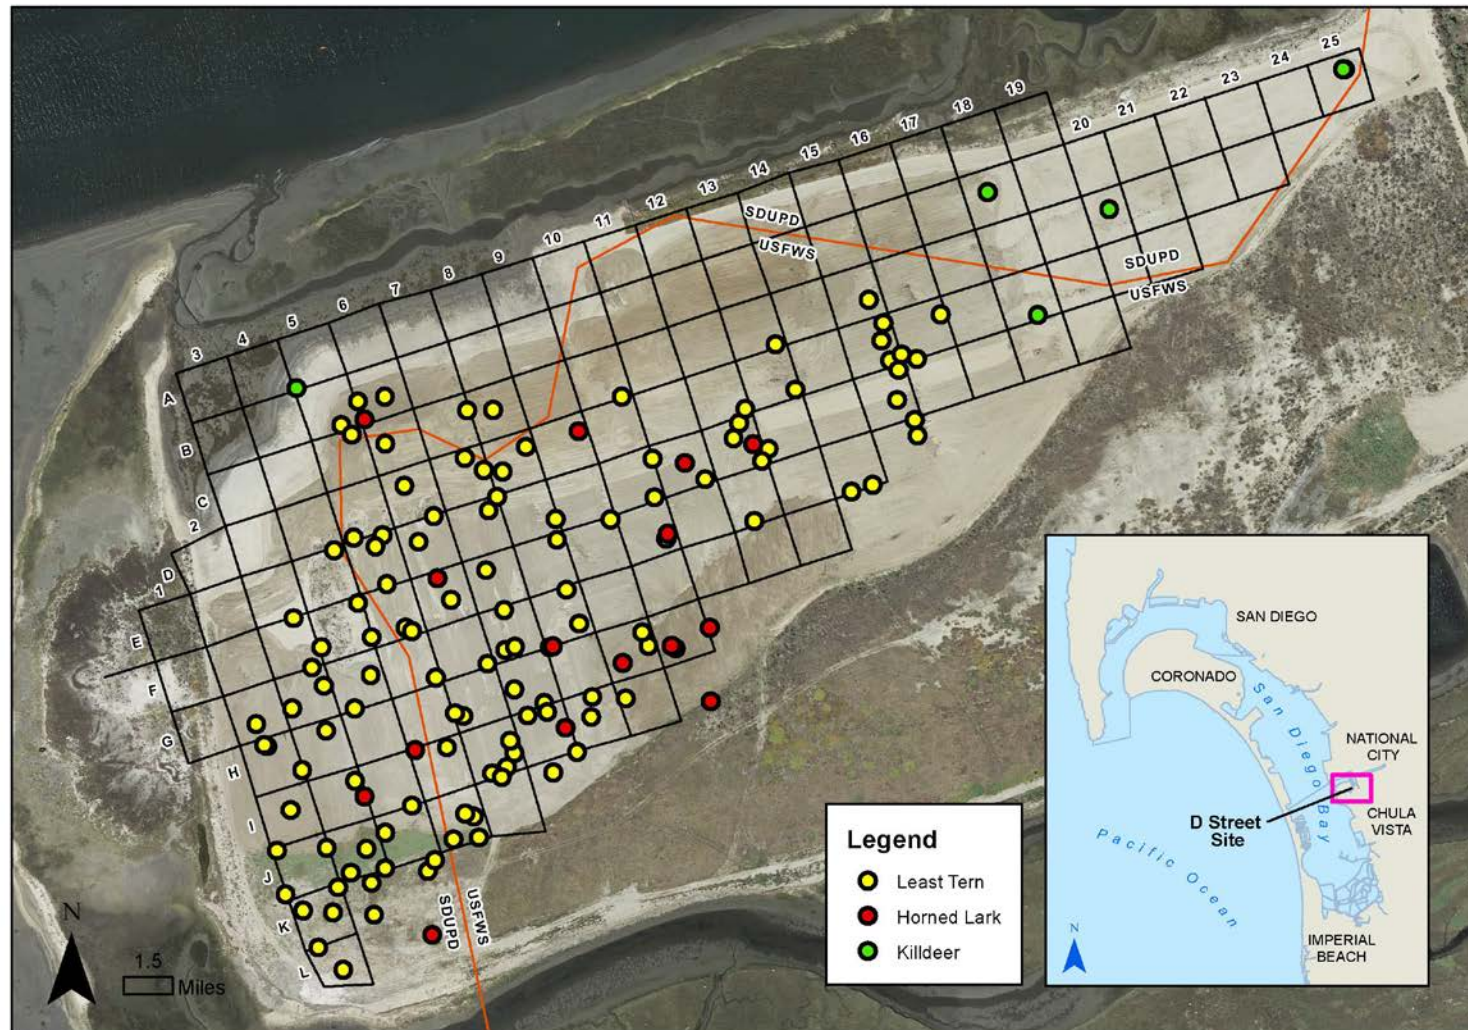 25
24
23
22
21
20
19
18
17
16
15
14
13
12
11
10
9
8
7
6
5
4
3
A
B
C
2
D
1
E
F
G
H
I
J
K
L
SDUPD
USFWS
SDUPD
USFWS
SDUPD
USFWS
N
1.5
Miles
Legend
Least Tern
Horned Lark
Killdeer
SAN DIEGO
CORONADO
San Diego Bay
NATIONAL
CITY
CHULA
VISTA
D Street
Site
Pacific Ocean
IMPERIAL
BEACH
N